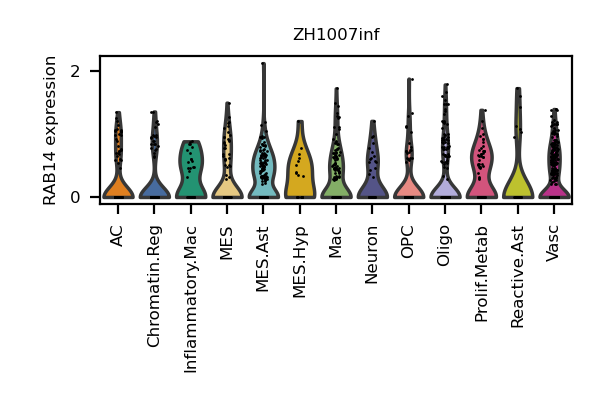 ZH1007inf
RAB14 expression
2
0
AC
Chromatin.Reg
Inflammatory.Mac
MES
MES.Ast
MES.Hyp
Mac
Neuron
OPC
Oligo
Prolif.Metab
Reactive.Ast
Vasc